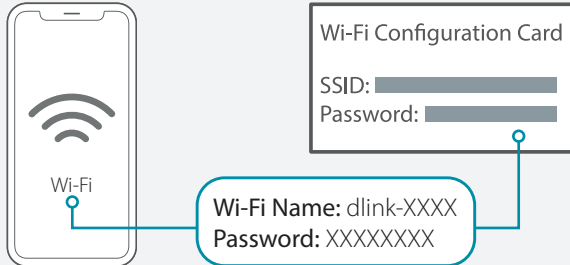 Wi-Fi Configuration Card
SSID:
Password:
Wi-Fi
Wi-Fi Name: dlink-XXXX
Password: XXXXXXXX